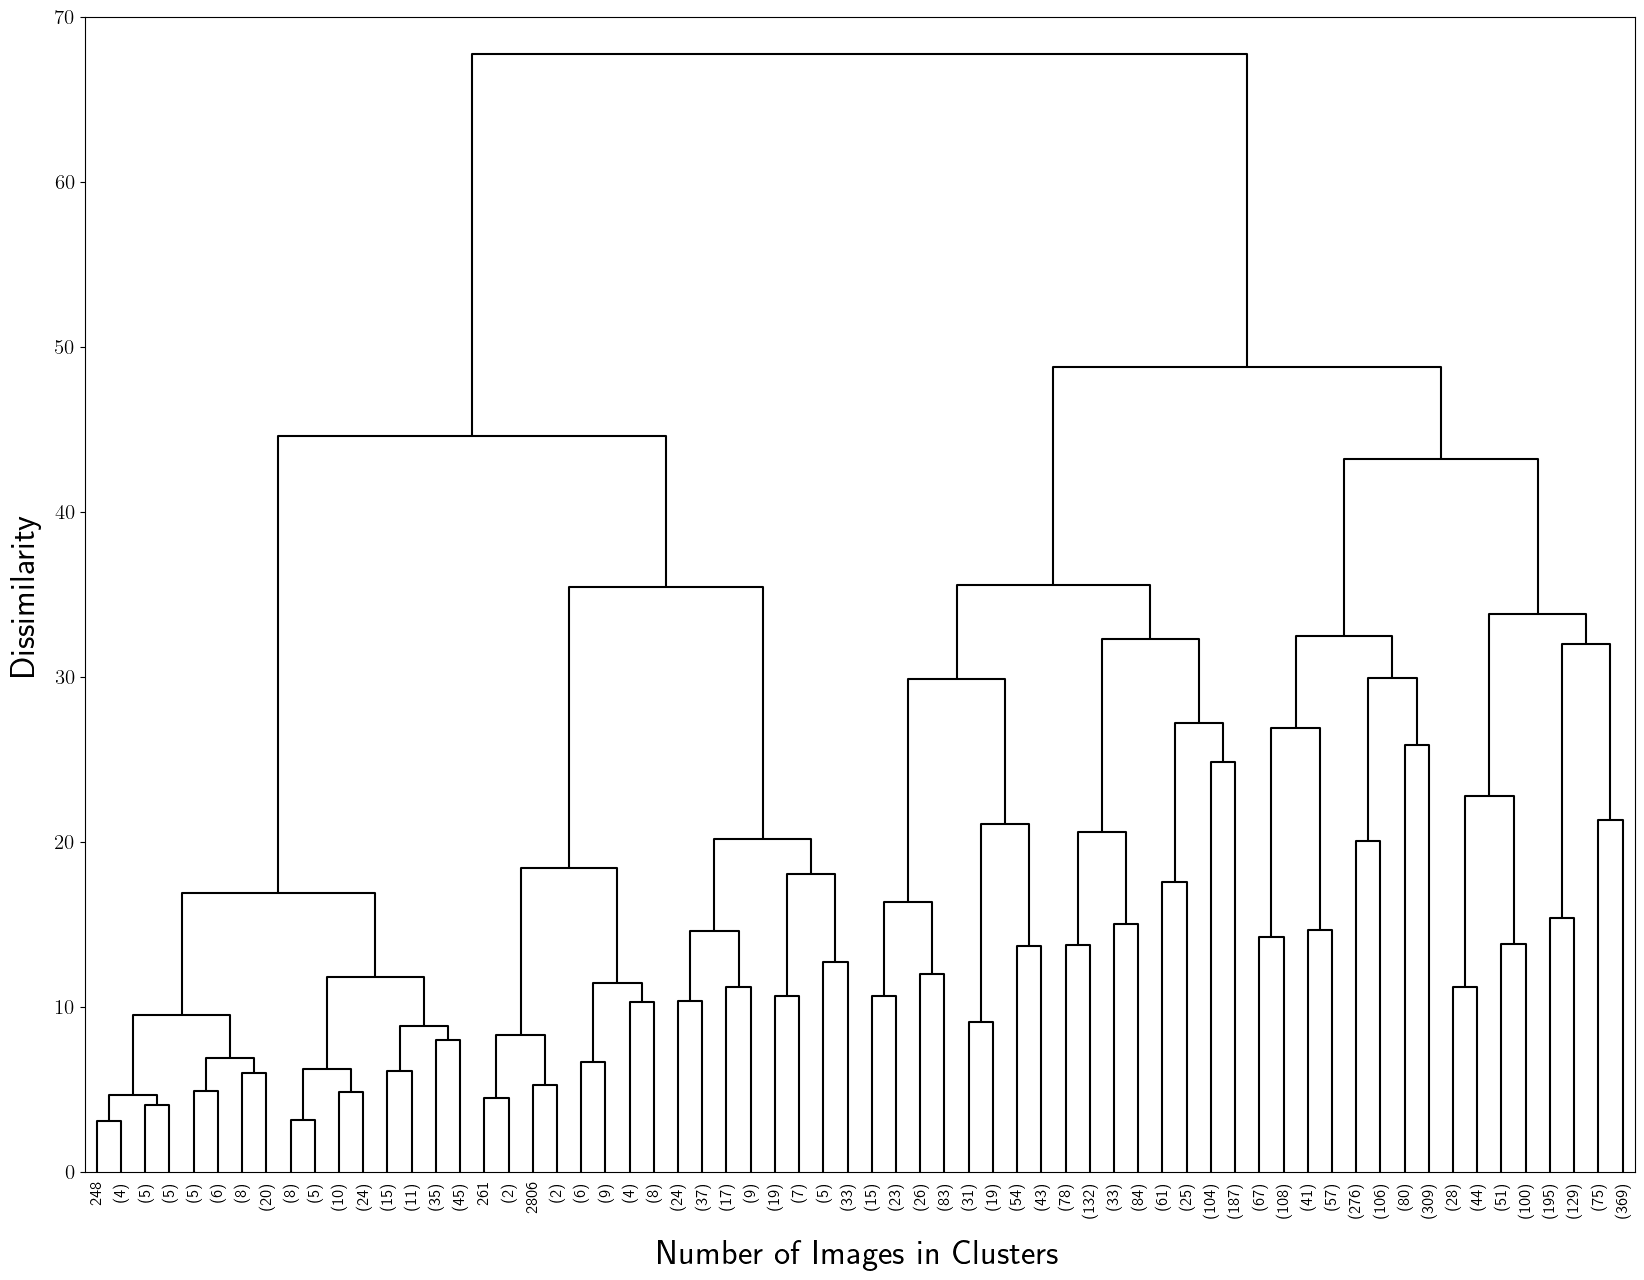 70
60
50
40
30
20
10
0
Dissimilarity
248 (4) (5) (5) (5) (6) (8) (20) (8) (5) (10) (24) (15) (11) (35) (45) 261 (2) 2806 (2) (6) (9) (4) (8) (24) (37) (17) (9) (19) (7) (5) (33) (15) (23) (26) (83) (31) (19) (54) (43) (78) (132) (33) (84) (61) (25) (104) (187) (67) (108) (41) (57) (276) (106) (80) (309) (28) (44) (51) (100) (195) (129) (75) (369)
Number of Images in Clusters